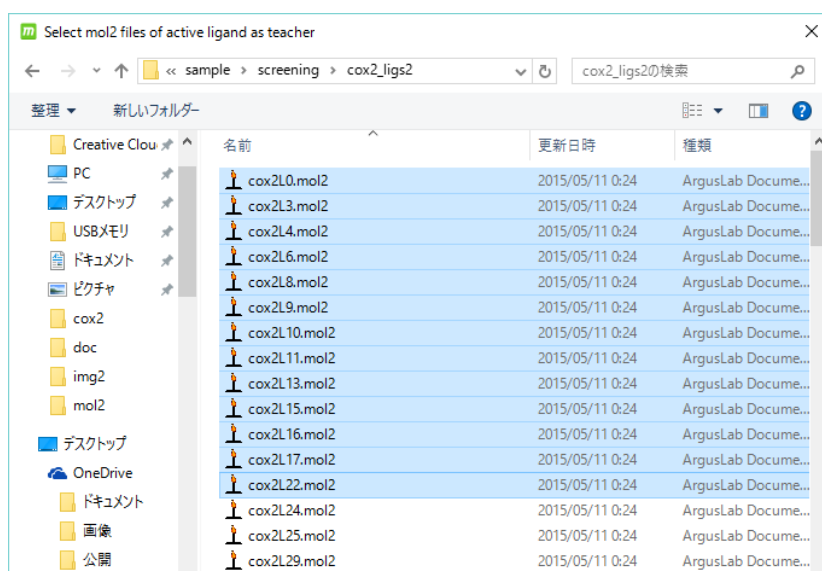 Select mol2 files of active ligand as teacher
« sample > screening > cox2_ligs2
cox2_ligs2の検索
整理 新しいフォルダー
名前 更新日時 種類
Creative Clou
PC
デスクトップ
USBメモリ
ドキュメント
ピクチャ
cox2
doc
img2
mol2
デスクトップ
OneDrive
ドキュメント
画像
公開
cox2L0.mol2 2015/05/11 0:24 ArgusLab Docume...
cox2L3.mol2 2015/05/11 0:24 ArgusLab Docume...
cox2L4.mol2 2015/05/11 0:24 ArgusLab Docume...
cox2L6.mol2 2015/05/11 0:24 ArgusLab Docume...
cox2L8.mol2 2015/05/11 0:24 ArgusLab Docume...
cox2L9.mol2 2015/05/11 0:24 ArgusLab Docume...
cox2L10.mol2 2015/05/11 0:24 ArgusLab Docume...
cox2L11.mol2 2015/05/11 0:24 ArgusLab Docume...
cox2L13.mol2 2015/05/11 0:24 ArgusLab Docume...
cox2L15.mol2 2015/05/11 0:24 ArgusLab Docume...
cox2L16.mol2 2015/05/11 0:24 ArgusLab Docume...
cox2L17.mol2 2015/05/11 0:24 ArgusLab Docume...
cox2L22.mol2 2015/05/11 0:24 ArgusLab Docume...
cox2L24.mol2 2015/05/11 0:24 ArgusLab Docume...
cox2L25.mol2 2015/05/11 0:24 ArgusLab Docume...
cox2L29.mol2 2015/05/11 0:24 ArgusLab Docume...